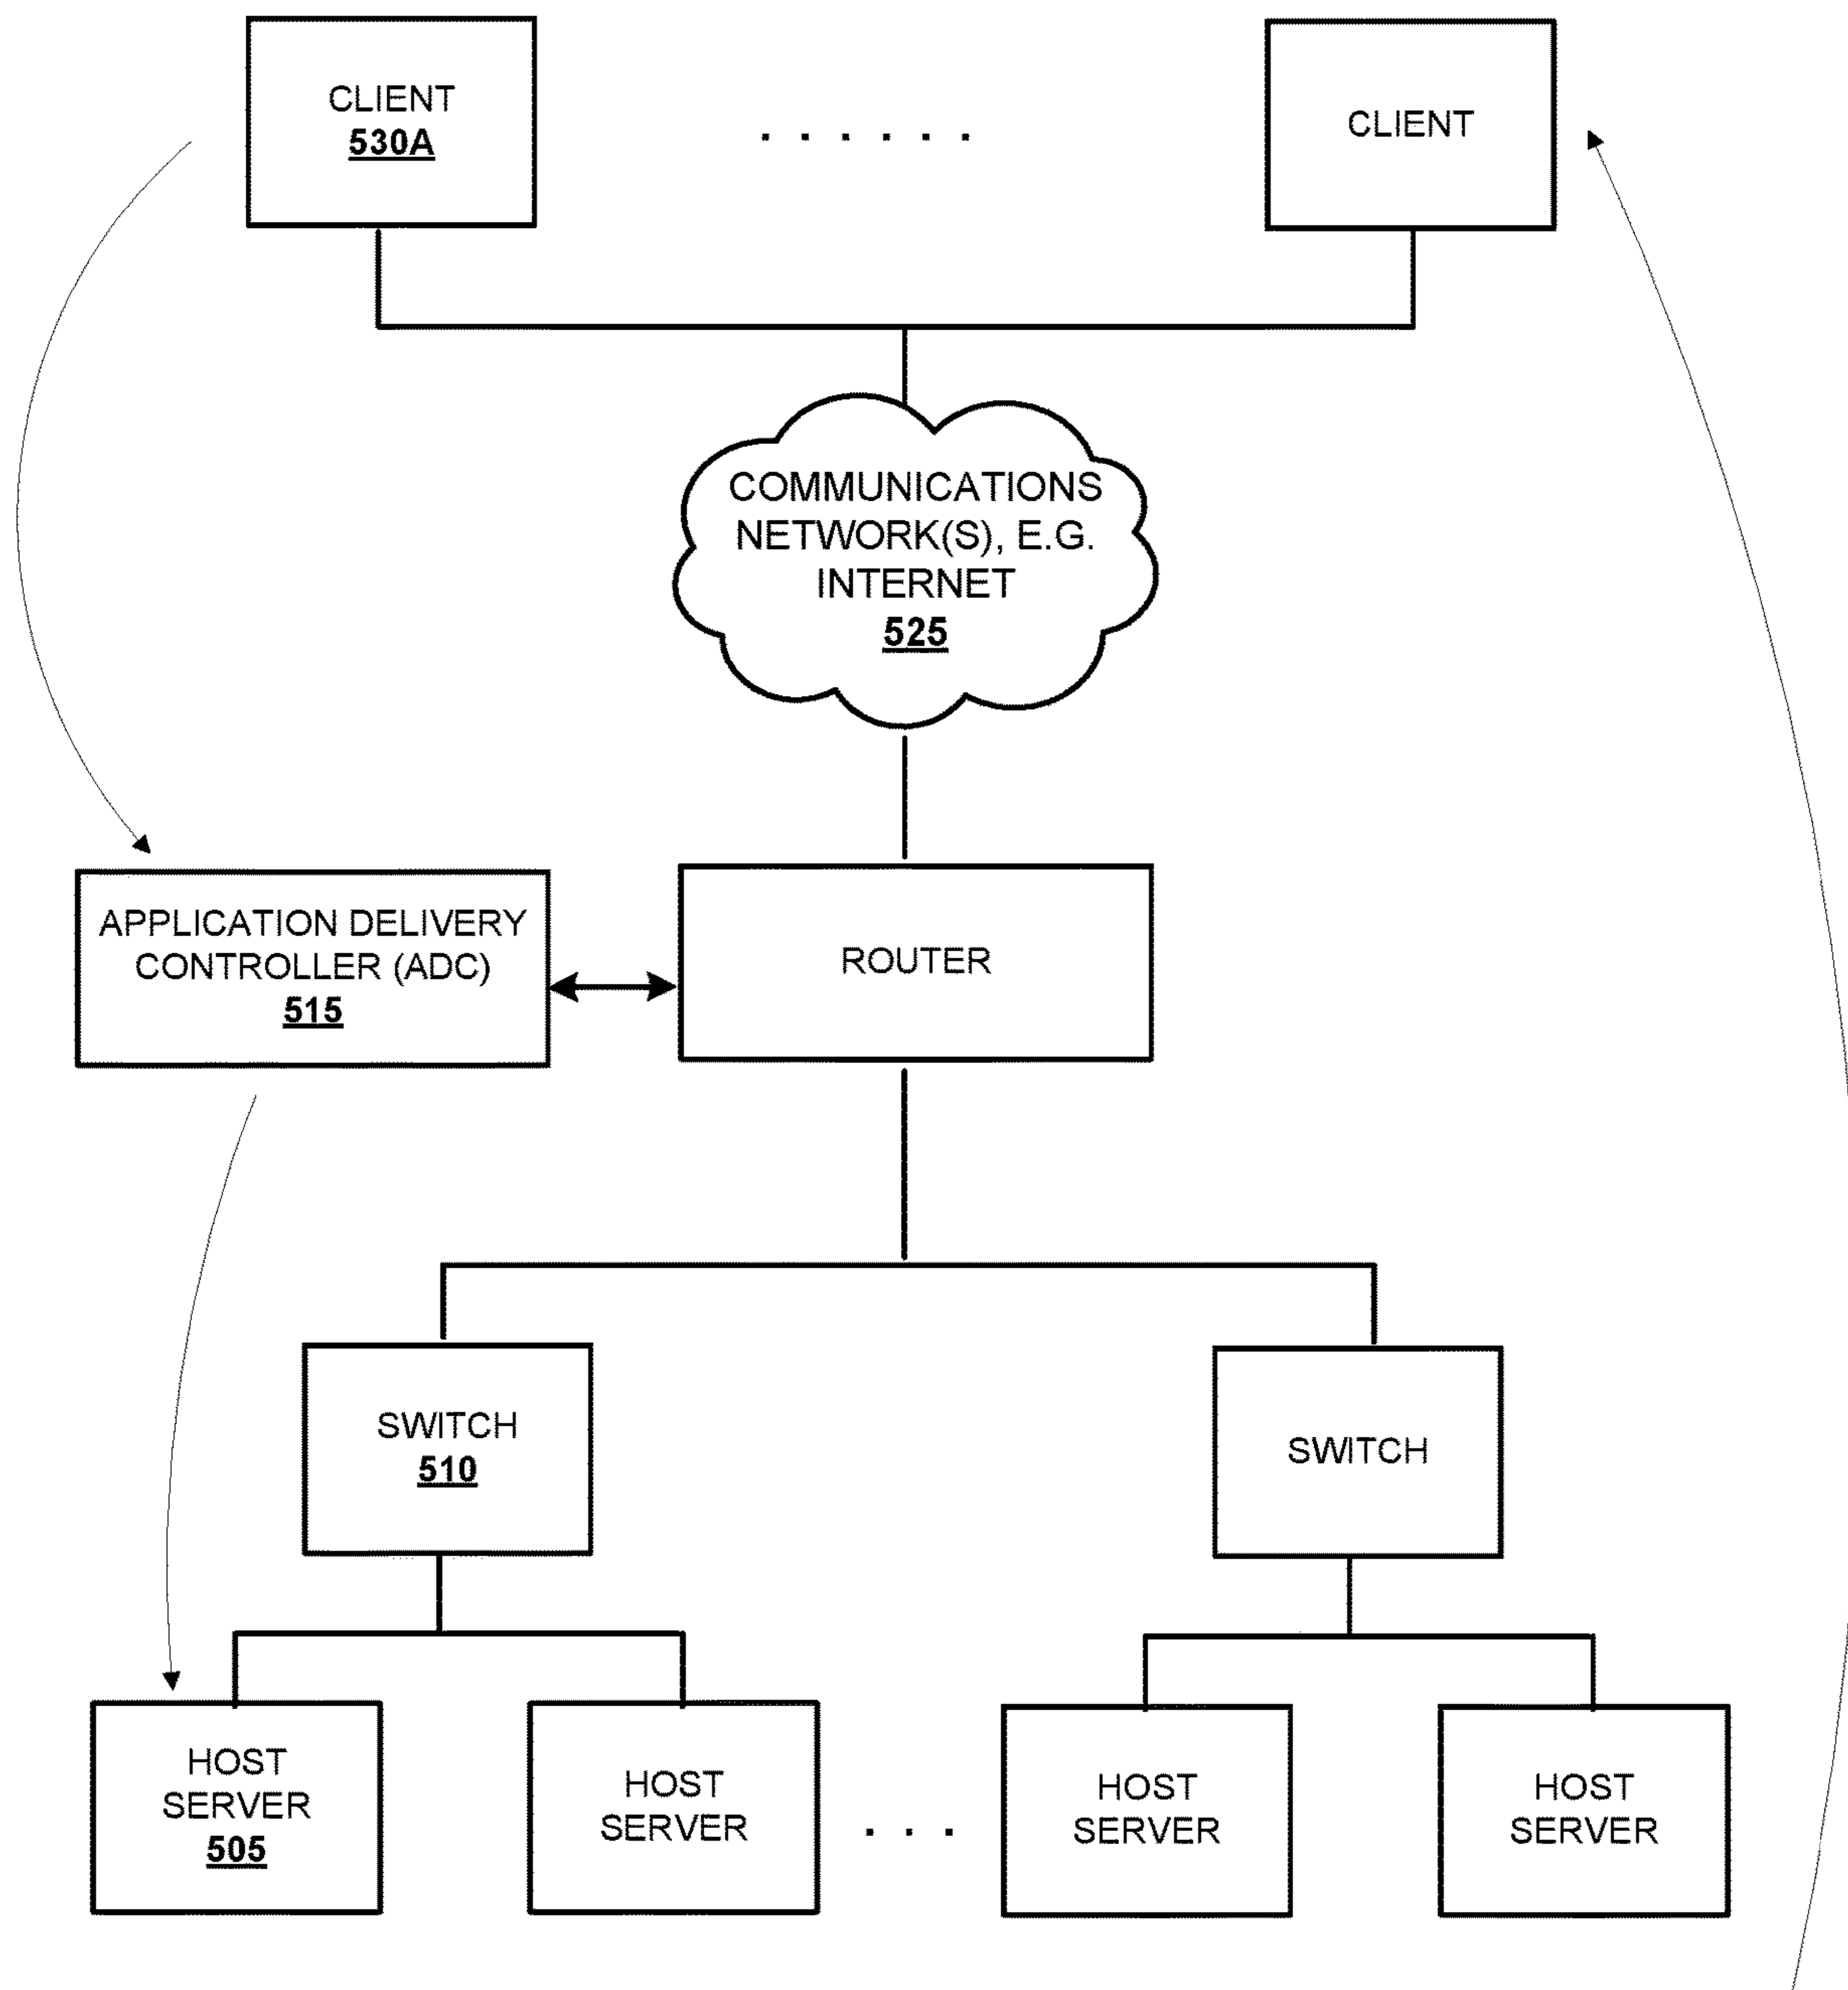 CLIENT
530A
. . . . . .
CLIENT
COMMUNICATIONS
NETWORK(S), E.G.
INTERNET
525
APPLICATION DELIVERY
CONTROLLER (ADC)
515
ROUTER
SWITCH
510
SWITCH
HOST
SERVER
505
HOST
SERVER
. . .
HOST
SERVER
HOST
SERVER